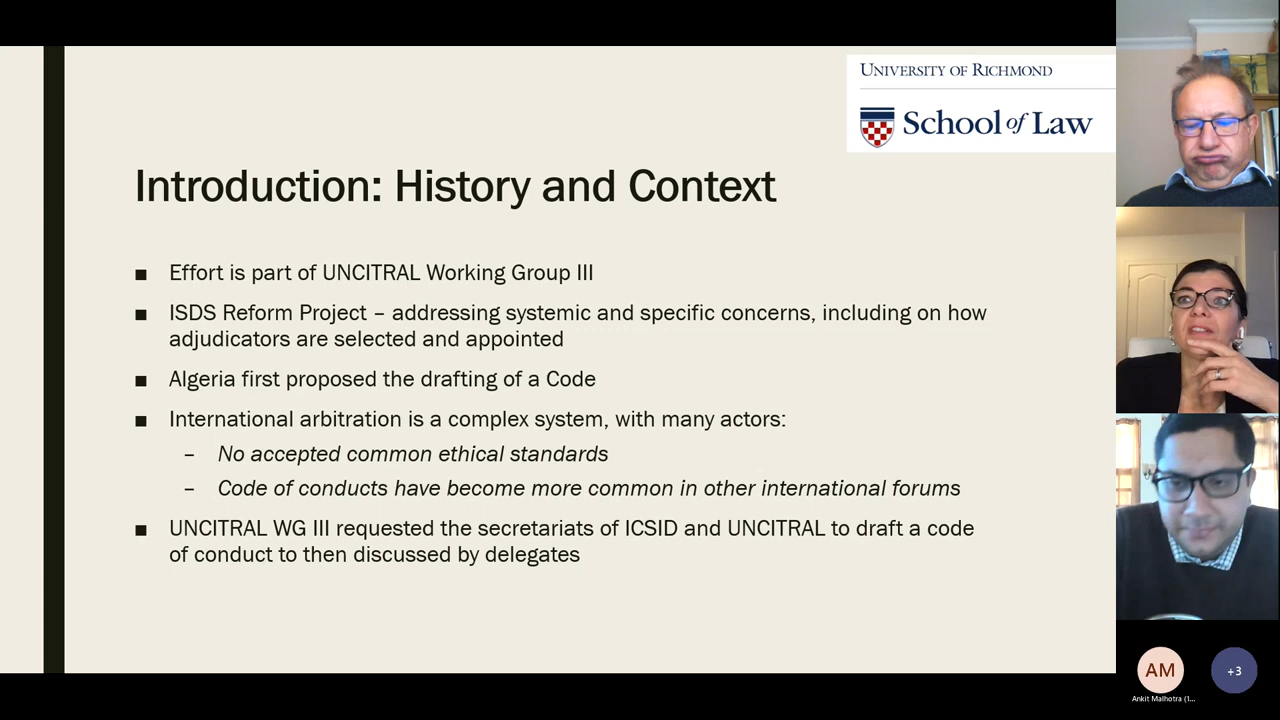 UNIVERSITY OF RICHMOND
School of Law
Introduction: History and Context
■ Effort is part of UNCITRAL Working Group III
■ ISDS Reform Project – addressing systemic and specific concerns, including on how
adjudicators are selected and appointed
■ Algeria first proposed the drafting of a Code
■ International arbitration is a complex system, with many actors:
– No accepted common ethical standards
– Code of conducts have become more common in other international forums
■ UNCITRAL WG III requested the secretariats of ICSID and UNCITRAL to draft a code
of conduct to then discussed by delegates
AM
+3
Ankit Malhotra (1...